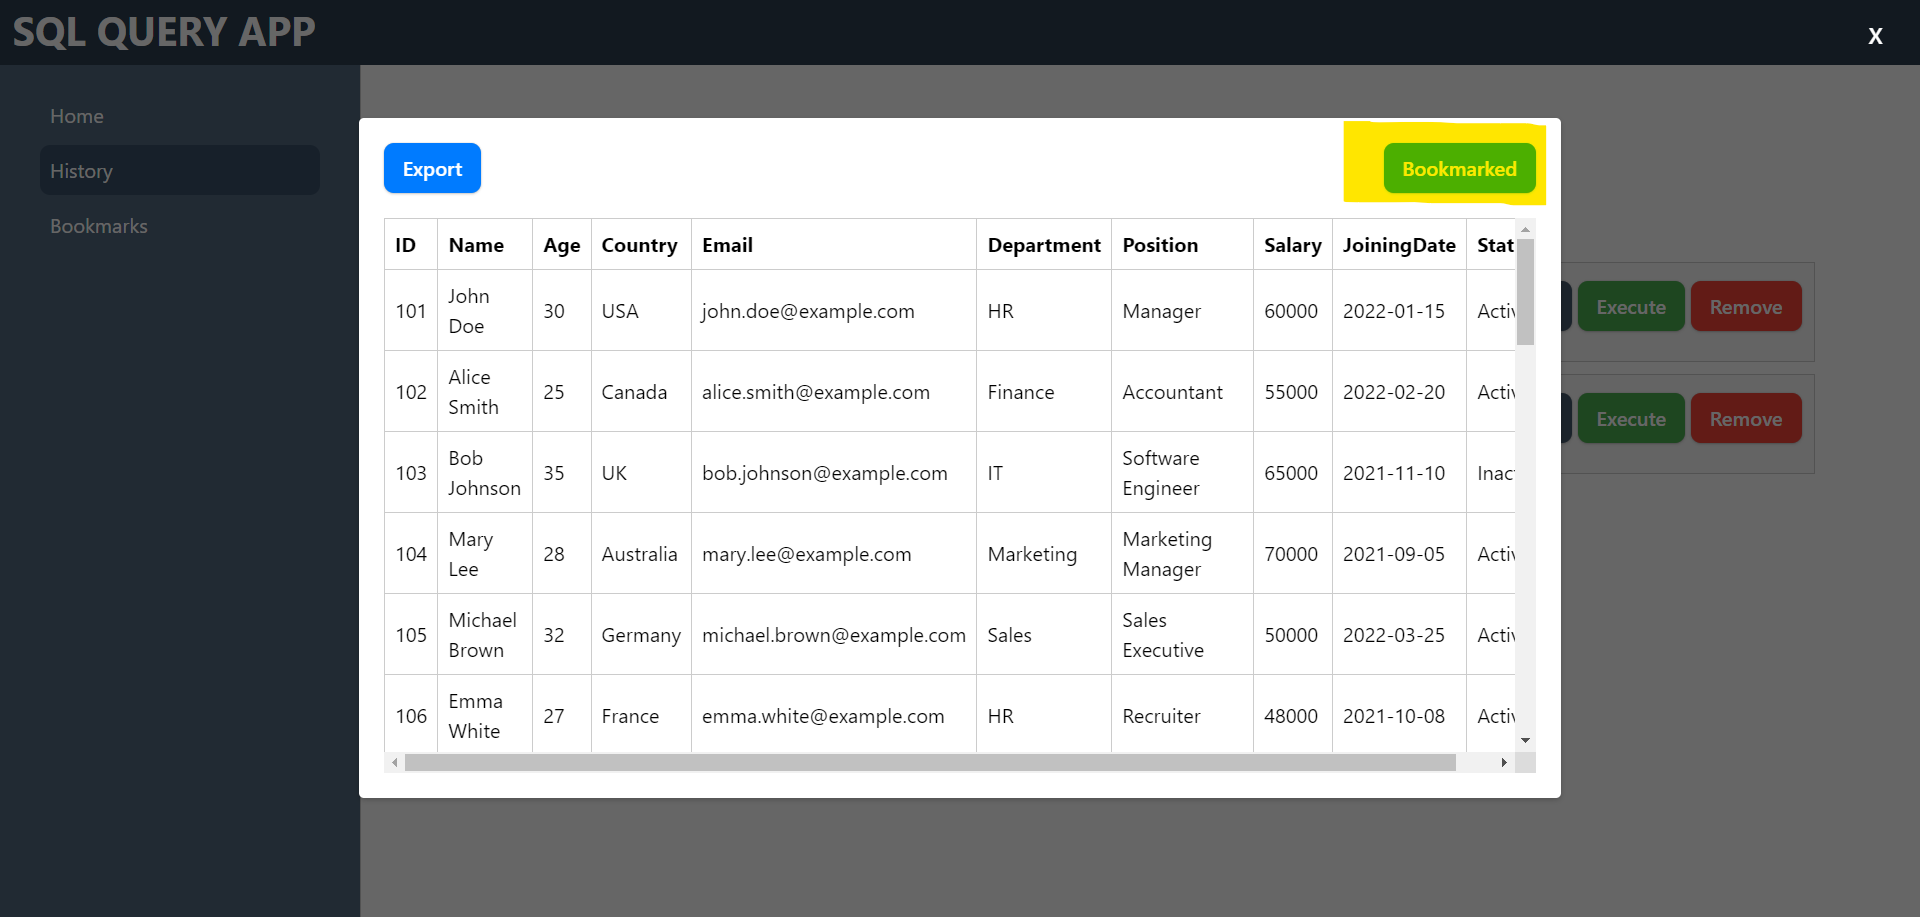 SQL QUERY APP
X
Home
History
Bookmarks
Export
Bookmarked
ID Name Age Country Email Department Position Salary JoiningDate Stat
101 John Doe 30 USA john.doe@example.com HR Manager 60000 2022-01-15 Activ
102 Alice Smith 25 Canada alice.smith@example.com Finance Accountant 55000 2022-02-20 Activ
103 Bob Johnson 35 UK bob.johnson@example.com IT Software Engineer 65000 2021-11-10 Inac
104 Mary Lee 28 Australia mary.lee@example.com Marketing Marketing Manager 70000 2021-09-05 Activ
105 Michael Brown 32 Germany michael.brown@example.com Sales Sales Executive 50000 2022-03-25 Activ
106 Emma White 27 France emma.white@example.com HR Recruiter 48000 2021-10-08 Activ
Execute Remove
Execute Remove